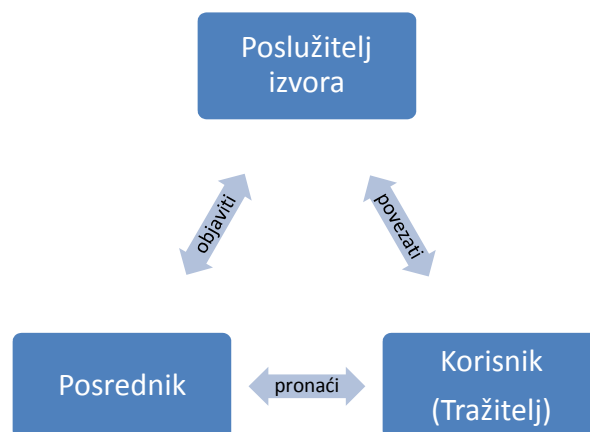 Poslužitelj
izvora
objaviti
povezati
Posrednik
pronaći
Korisnik
(Tražitelj)